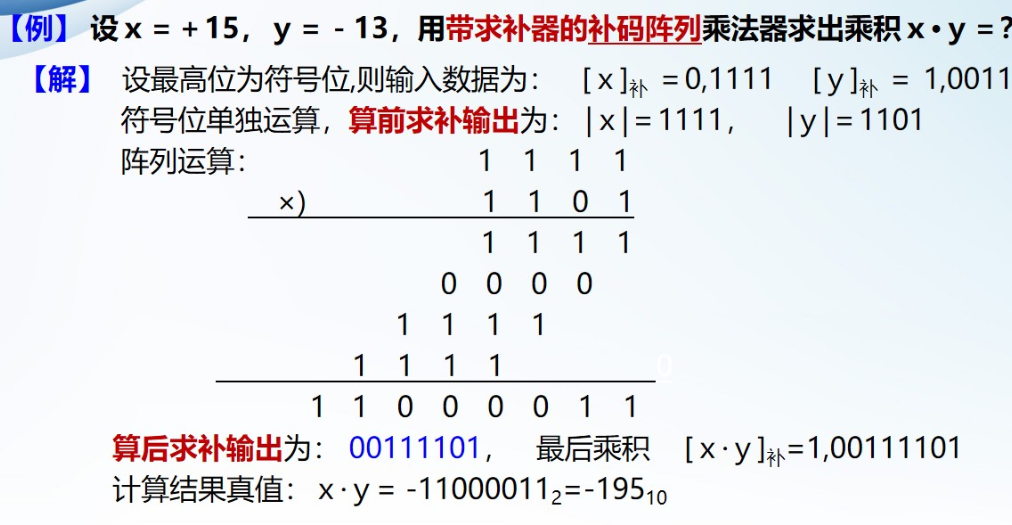 【例】 设 x = + 15， y = - 13，用带求补器的补码阵列乘法器求出乘积 x • y = ?
【解】 设最高位为符号位,则输入数据为： [ x ]补 = 0,1111 [ y ]补 = 1,0011
符号位单独运算，算前求补输出为：| x | = 1111， | y | = 1101
阵列运算： 1 1 1 1
×) 1 1 0 1
1 1 1 1
0 0 0 0
1 1 1 1
1 1 1 1 0
1 1 0 0 0 0 1 1
算后求补输出为： 00111101， 最后乘积 [ x · y ]补=1,00111101
计算结果真值： x · y = -11000011₂=-195₁₀